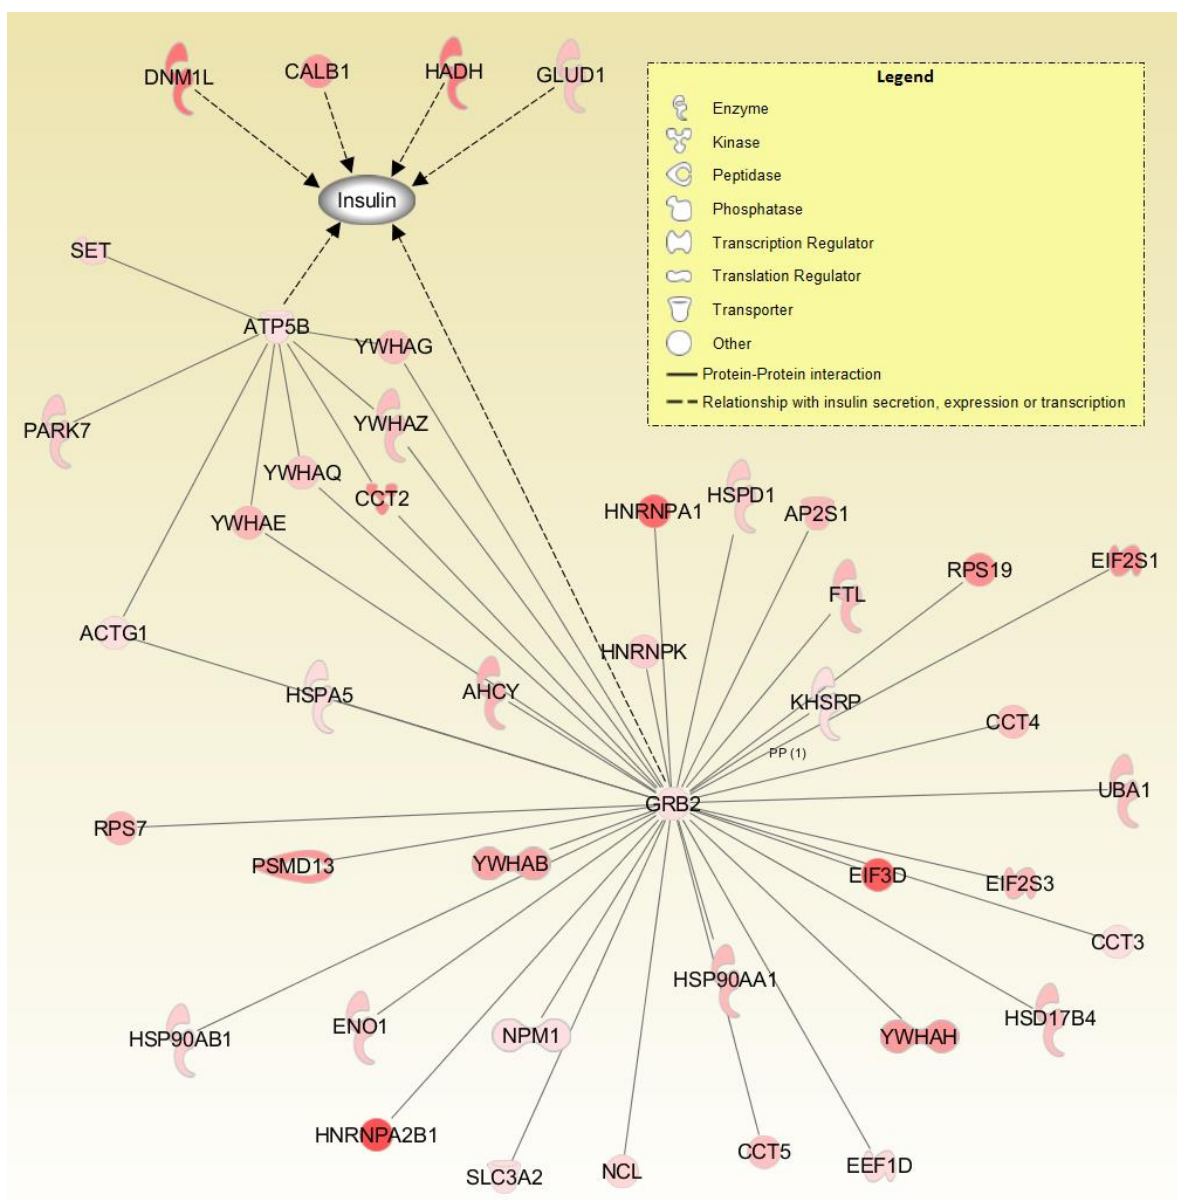 DNM1L
CALB1
HADH
GLUD1
Insulin
Legend
Enzyme
Kinase
Peptidase
Phosphatase
Transcription Regulator
Translation Regulator
Transporter
Other
Protein-Protein interaction
Relationship with insulin secretion, expression or transcription
SET
ATP5B
YWHAG
PARK7
YWHAZ
YWHAQ
CCT2
YWHAE
HNRNPA1
HSPD1
AP2S1
RPS19
EIF2S1
FTL
ACTG1
HNRNPK
HSPA5
AHCY
KHSRP
CCT4
PP (1)
UBA1
GRB2
RPS7
PSMD13
YWHAB
EIF3D
EIF2S3
CCT3
HSP90AA1
HSP90AB1
ENO1
NPM1
YWHAH
HSD17B4
HNRNPA2B1
SLC3A2
NCL
CCT5
EEF1D